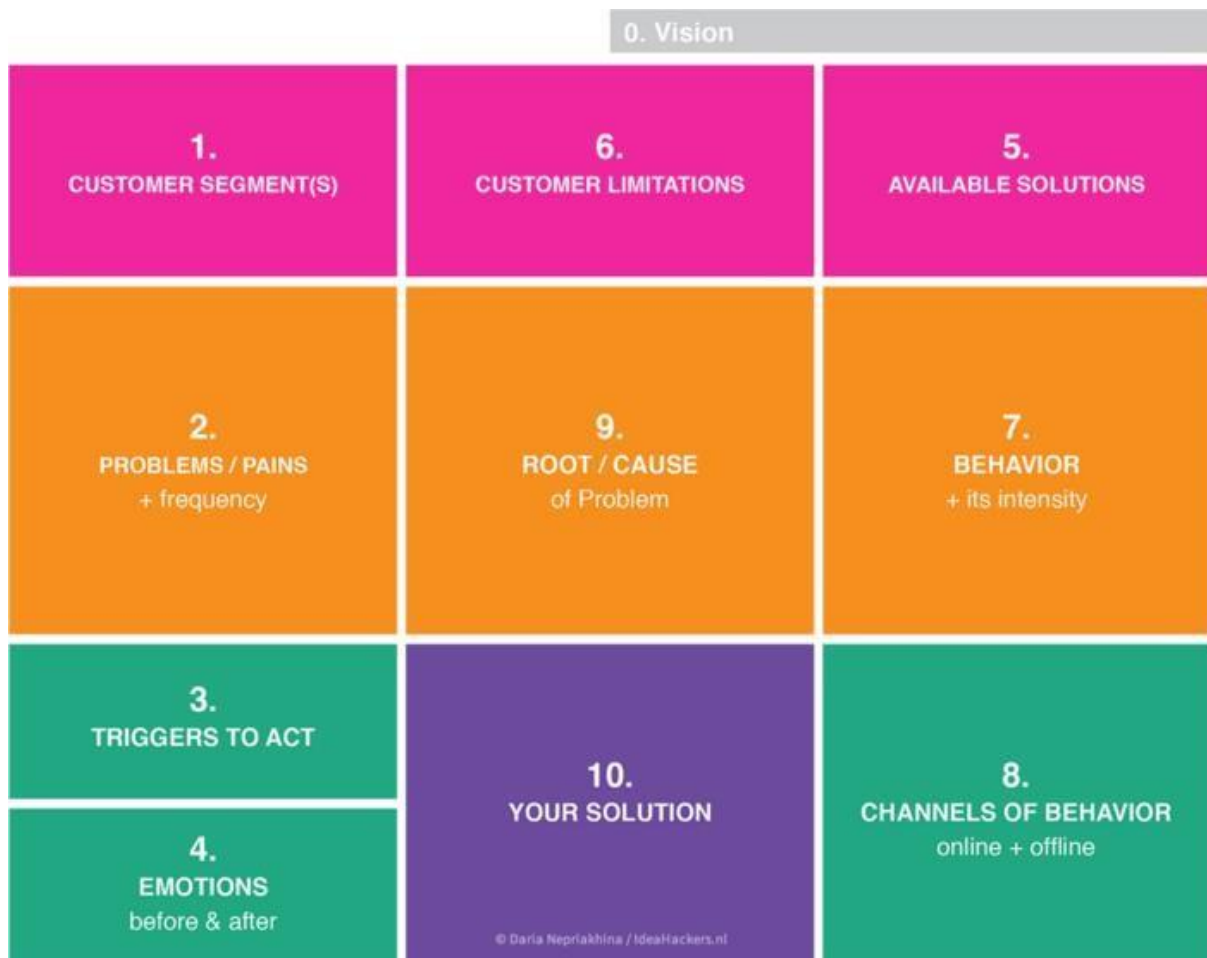 0. Vision
1.
CUSTOMER SEGMENT(S)
6.
CUSTOMER LIMITATIONS
5.
AVAILABLE SOLUTIONS
2.
PROBLEMS / PAINS
+ frequency
9.
ROOT / CAUSE
of Problem
7.
BEHAVIOR
+ its intensity
3.
TRIGGERS TO ACT
4.
EMOTIONS
before & after
10.
YOUR SOLUTION
© Daria Nepriakhina / IdeaHackers.nl
8.
CHANNELS OF BEHAVIOR
online + offline